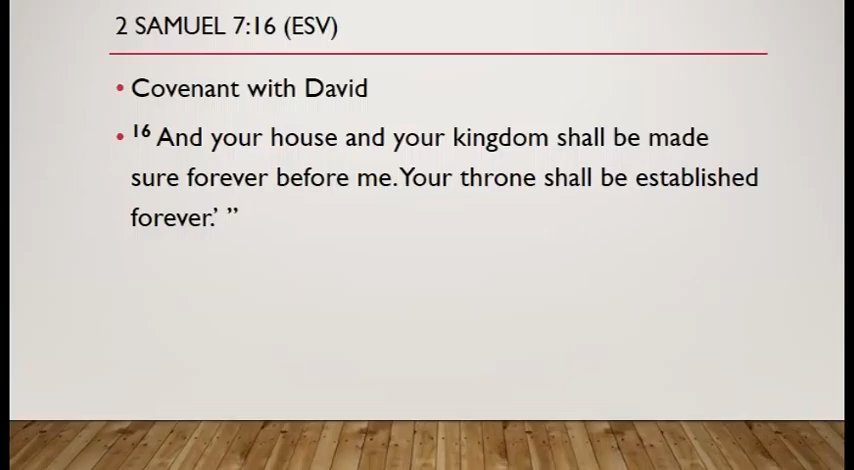 2 SAMUEL 7:16 (ESV)
• Covenant with David
• 16 And your house and your kingdom shall be made
sure forever before me. Your throne shall be established
forever.’ ”